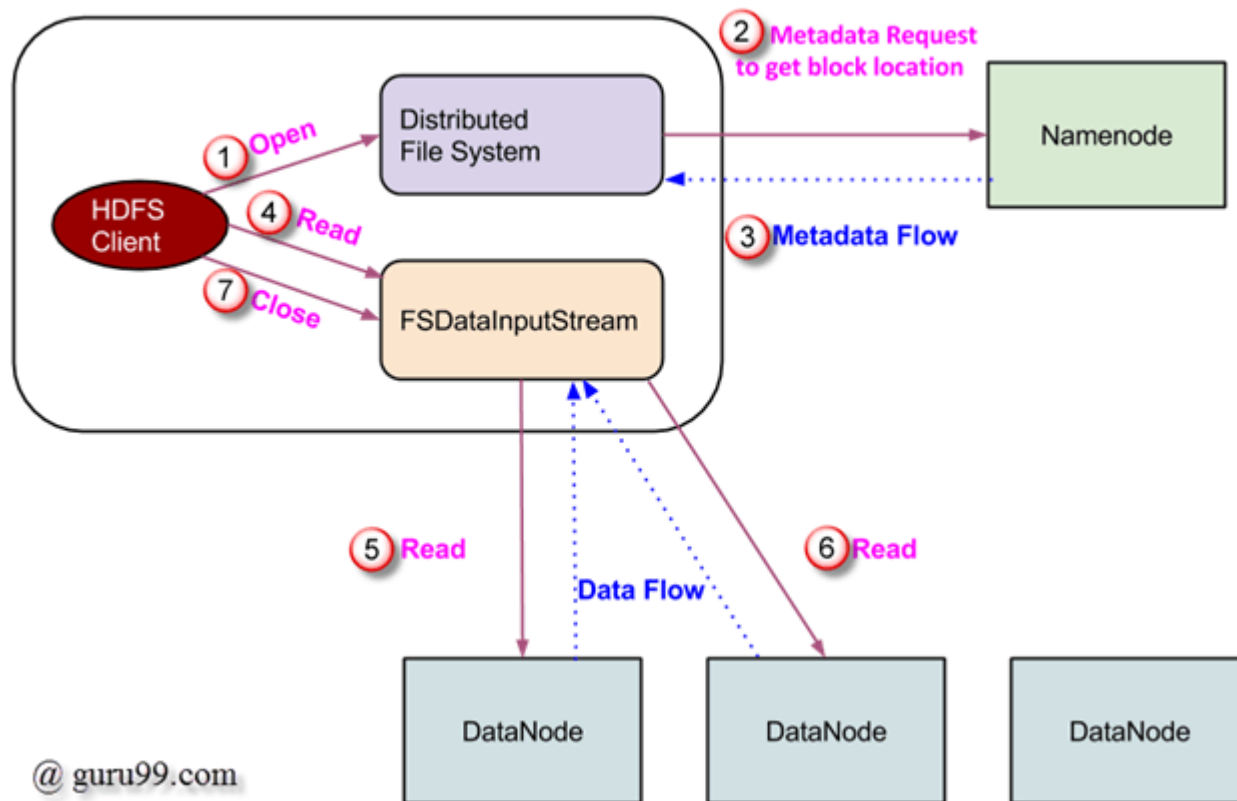 2 Metadata Request
to get block location
Distributed
File System
Namenode
1 Open
HDFS
Client
4 Read
3 Metadata Flow
7 Close
FSDataInputStream
5 Read
6 Read
Data Flow
DataNode
DataNode
DataNode
@ guru99.com